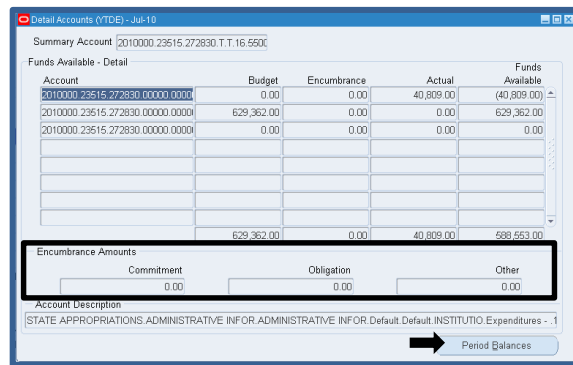 Detail Accounts (YTDE) - Jul-10
Summary Account 2010000.23515.272830.T.T.16.5500
Funds Available - Detail
Funds
Account Budget Encumbrance Actual Available
2010000.23515.272830.00000.0000 0.00 0.00 40,809.00 (40,809.00)
2010000.23515.272830.00000.0000 629,362.00 0.00 0.00 629,362.00
2010000.23515.272830.00000.0000 0.00 0.00 0.00 0.00
629,362.00 0.00 40,809.00 588,553.00
Encumbrance Amounts
Commitment Obligation Other
0.00 0.00 0.00
Account Description
STATE APPROPRIATIONS.ADMINISTRATIVE INFOR.ADMINISTRATIVE INFOR.Default.Default.INSTITUTIO.Expenditures - .1
Period Balances